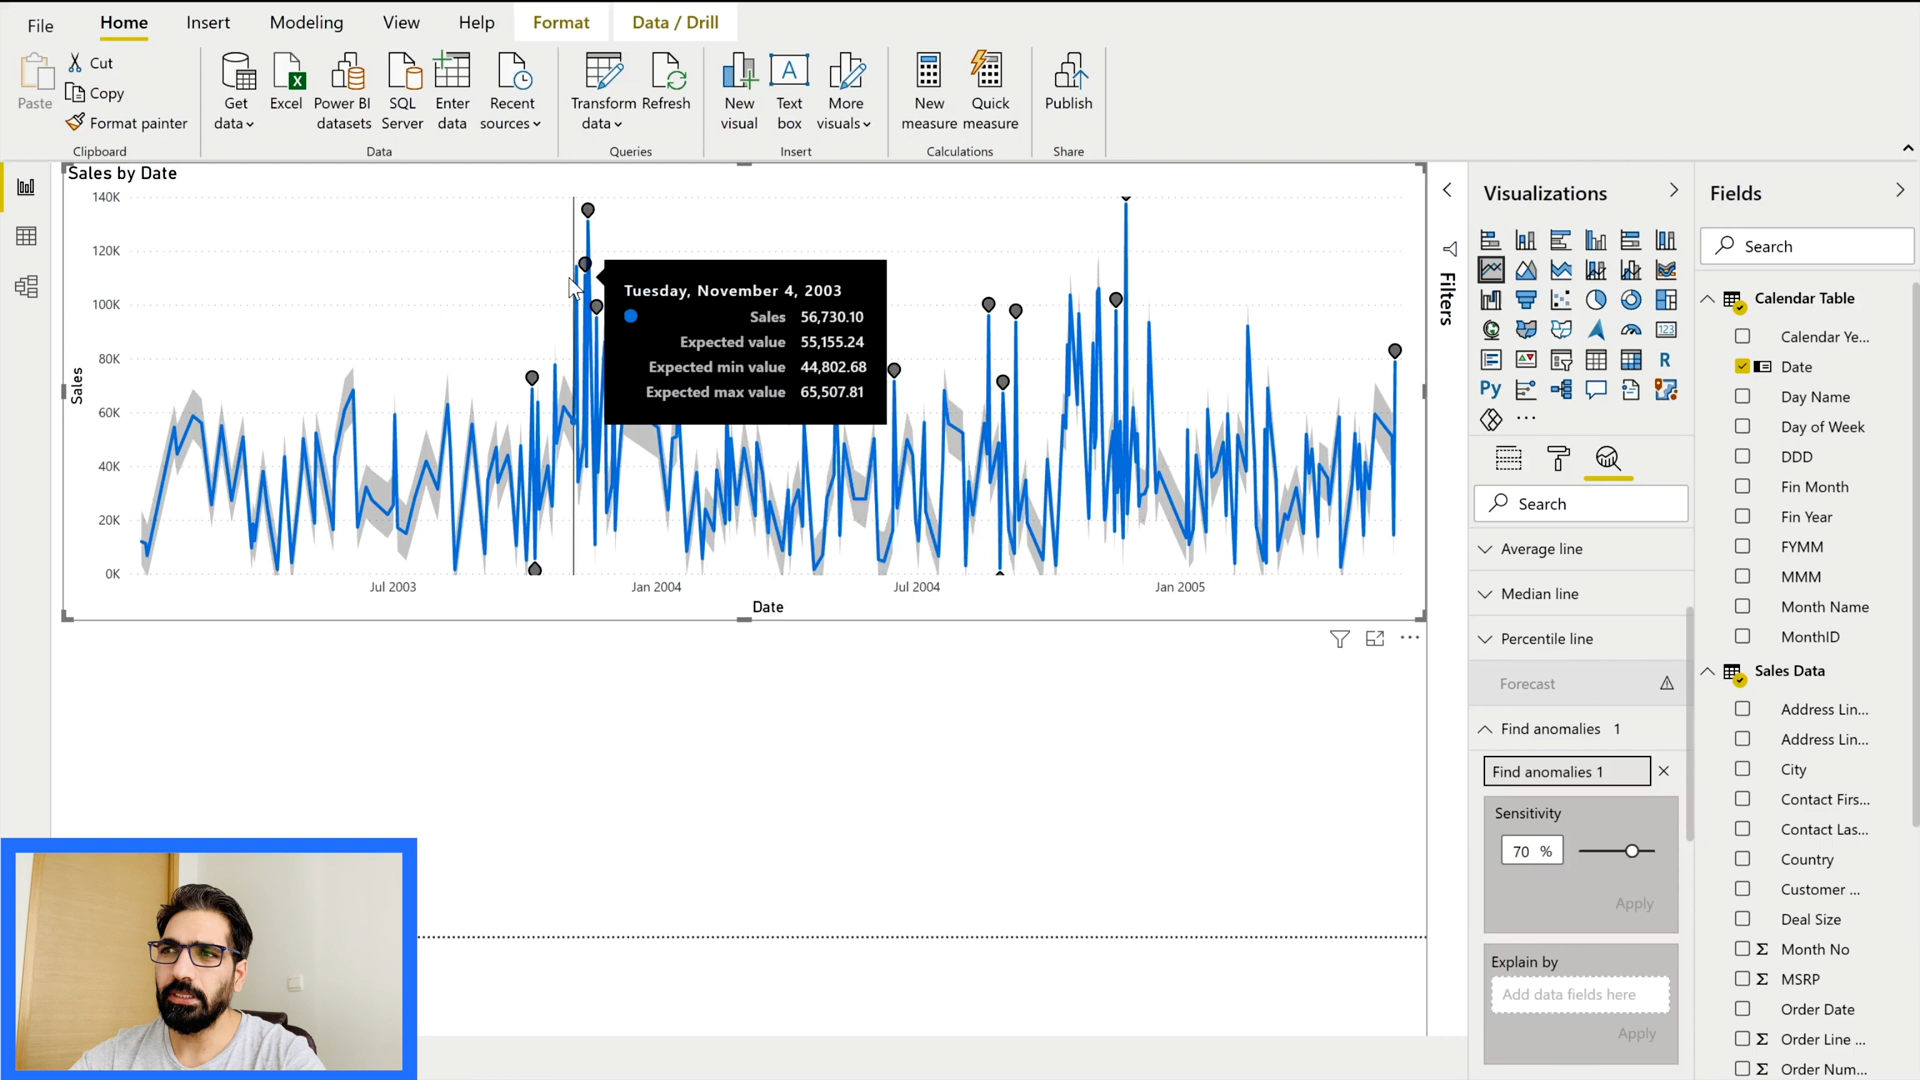 File Home Insert Modeling View Help Format Data / Drill
Paste
Cut
Copy
Format painter
Clipboard
Get data
Excel
Power BI datasets
SQL Server
Enter data
Recent sources
Data
Transform data
Refresh
Queries
New visual
Text box
More visuals
Insert
New measure
Quick measure
Calculations
Publish
Share
Sales by Date
140K
120K
100K
80K
60K
40K
20K
0K
Sales
Jul 2003
Jan 2004
Jul 2004
Jan 2005
Date
Tuesday, November 4, 2003
Sales 56,730.10
Expected value 55,155.24
Expected min value 44,802.68
Expected max value 65,507.81
Filters
Visualizations
123
R
Py
Search
Average line
Median line
Percentile line
Forecast
Find anomalies 1
Find anomalies 1
Sensitivity
70 %
Apply
Explain by
Add data fields here
Apply
Fields
Search
Calendar Table
Calendar Ye...
Date
Day Name
Day of Week
DDD
Fin Month
Fin Year
FYMM
MMM
Month Name
MonthID
Sales Data
Address Lin...
Address Lin...
City
Contact Firs...
Contact Las...
Country
Customer ...
Deal Size
Σ Month No
Σ MSRP
Order Date
Σ Order Line ...
Σ Order Num...